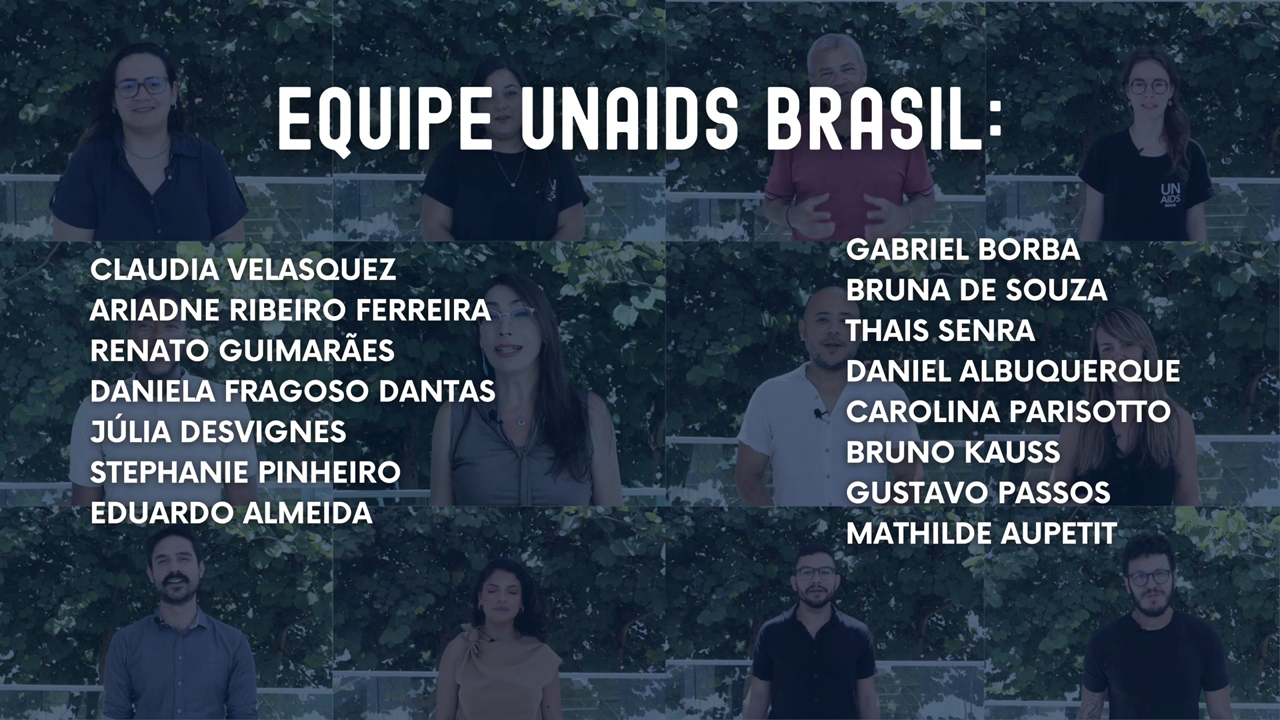 EQUIPE UNAIDS BRASIL:
CLAUDIA VELASQUEZ
ARIADNE RIBEIRO FERREIRA
RENATO GUIMARÃES
DANIELA FRAGOSO DANTAS
JÚLIA DESVIGNES
STEPHANIE PINHEIRO
EDUARDO ALMEIDA
GABRIEL BORBA
BRUNA DE SOUZA
THAIS SENRA
DANIEL ALBUQUERQUE
CAROLINA PARISOTTO
BRUNO KAUSS
GUSTAVO PASSOS
MATHILDE AUPETIT
UN
AIDS